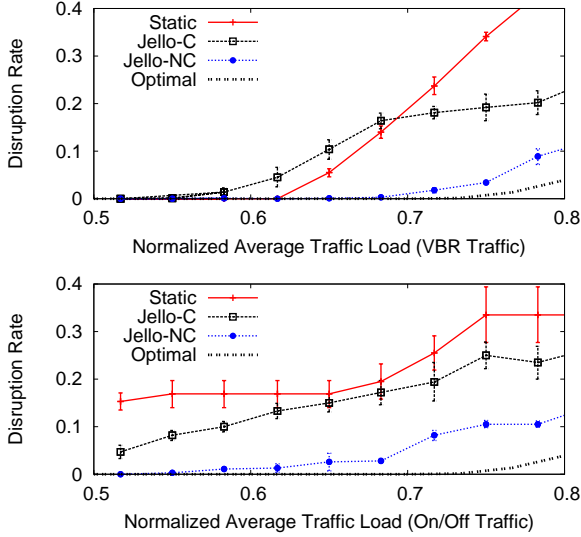 0.4
0.3
0.2
0.1
0
Disruption Rate
Static
Jello-C
Jello-NC
Optimal
0.5 0.6 0.7 0.8
Normalized Average Traffic Load (VBR Traffic)
0.4
0.3
0.2
0.1
0
Disruption Rate
Static
Jello-C
Jello-NC
Optimal
0.5 0.6 0.7 0.8
Normalized Average Traffic Load (On/Off Traffic)